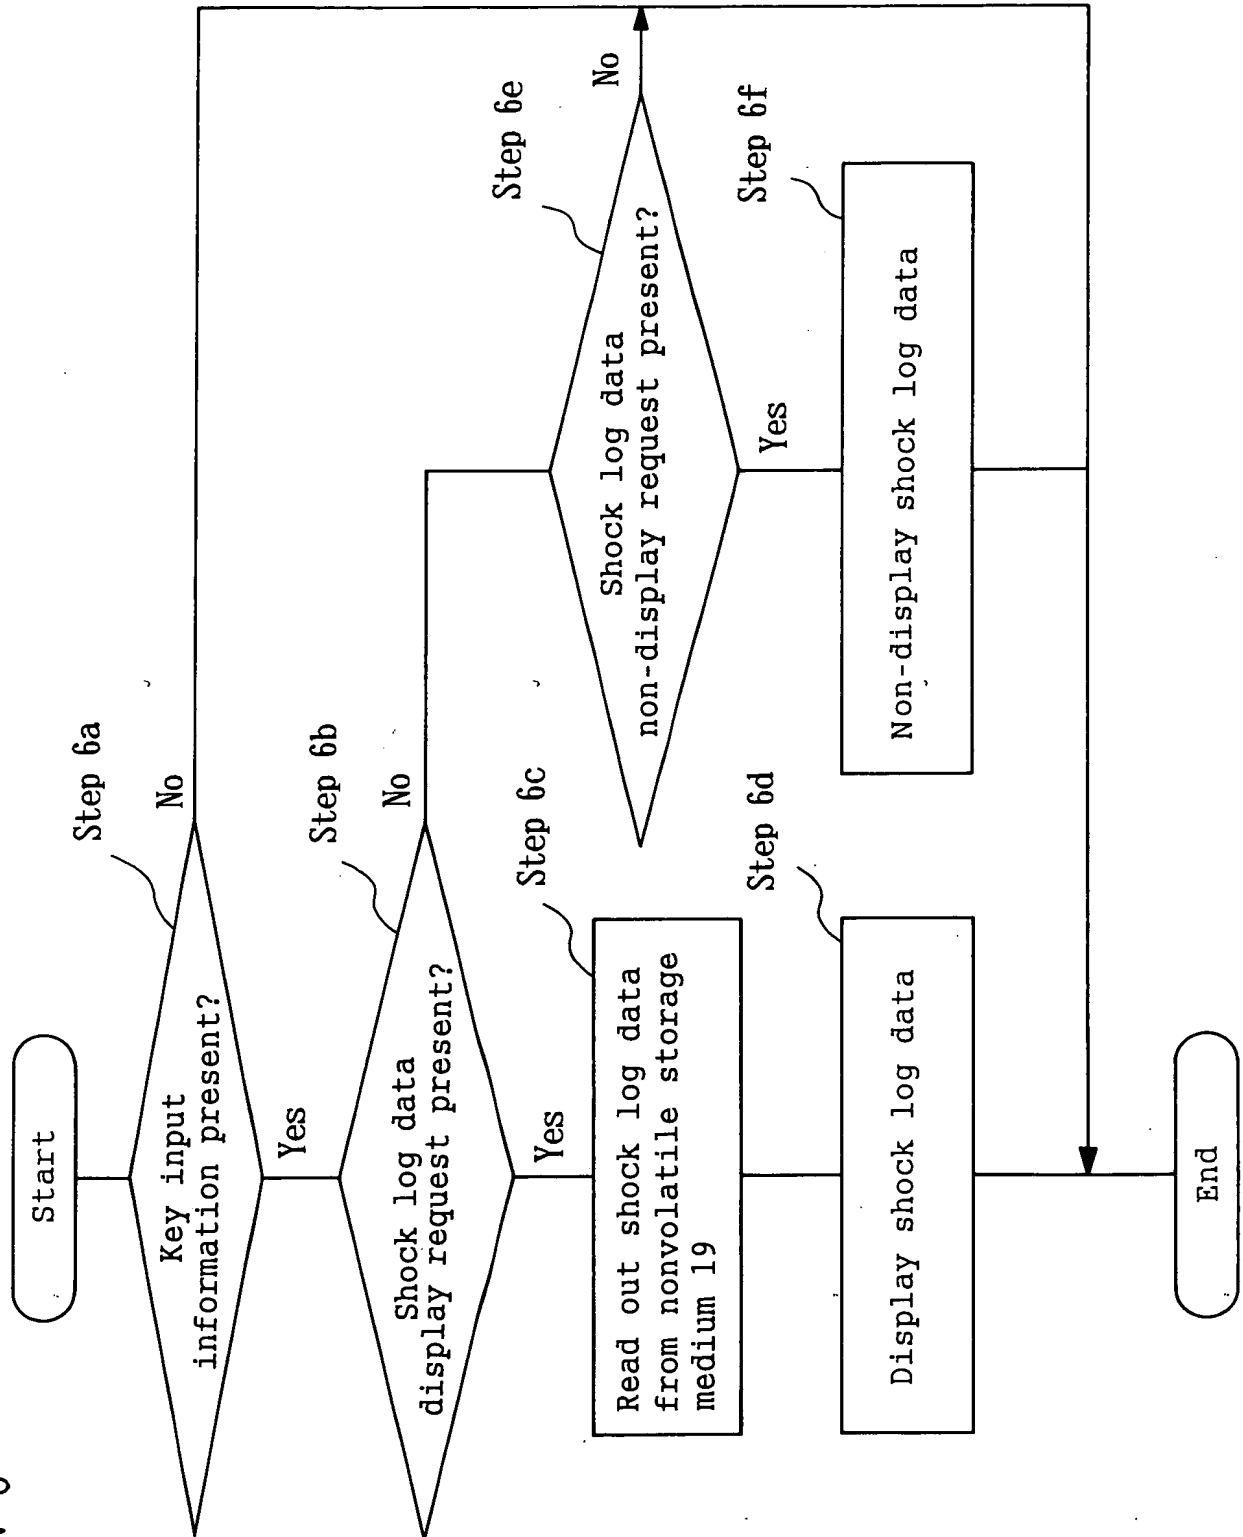 Start
Step 6a
Key input
information present?
No
Yes
Step 6b
Shock log data
display request present?
No
Yes
Step 6c
Read out shock log data
from nonvolatile storage
medium 19
Step 6d
Display shock log data
Step 6e
Shock log data
non-display request present?
No
Yes
Step 6f
Non-display shock log data
End